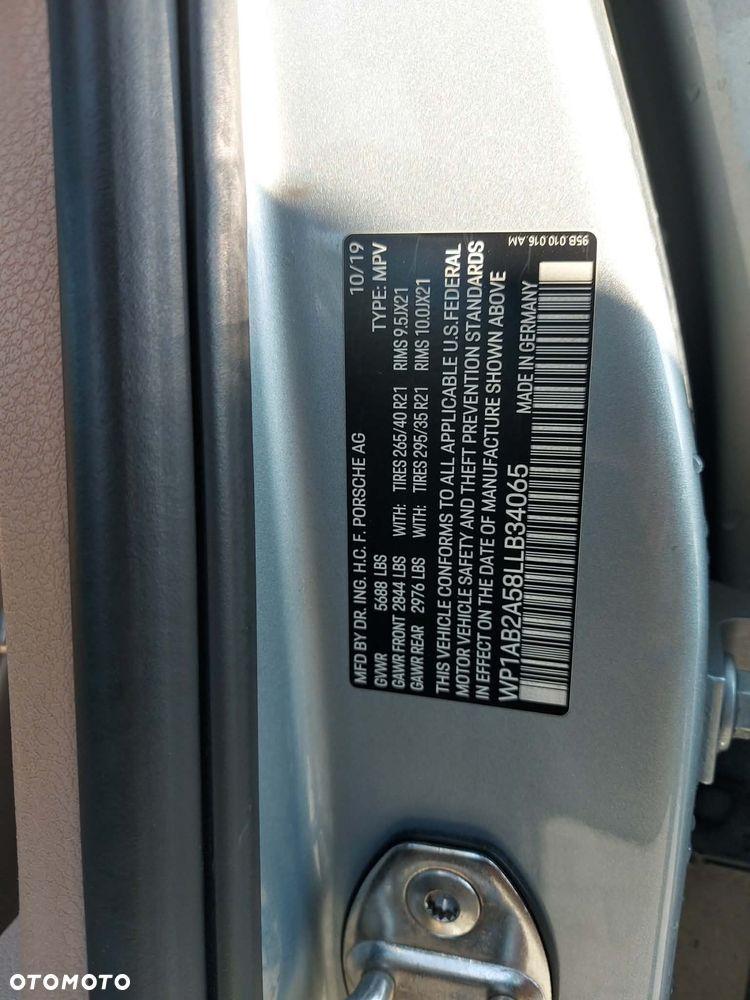 MFD BY DR. ING. H.C. F. PORSCHE AG 10/19
GVWR 5688 LBS TYPE: MPV
GAWR FRONT 2844 LBS WITH: TIRES 265/40 R21 RIMS 9.5JX21
GAWR REAR 2976 LBS WITH: TIRES 295/35 R21 RIMS 10.0JX21
THIS VEHICLE CONFORMS TO ALL APPLICABLE U.S.FEDERAL
MOTOR VEHICLE SAFETY AND THEFT PREVENTION STANDARDS
IN EFFECT ON THE DATE OF MANUFACTURE SHOWN ABOVE
WP1AB2A58LLB34065 MADE IN GERMANY
95B.010.016 AM
OTOMOTO